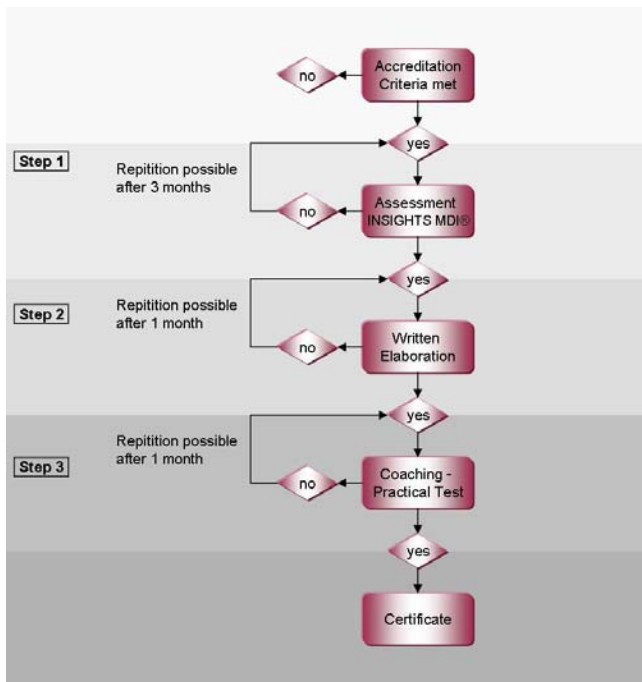 Accreditation
Criteria met
no
yes
Step 1
Repitition possible
after 3 months
no
Assessment
INSIGHTS MDI®
yes
Step 2
Repitition possible
after 1 month
no
Written
Elaboration
yes
Step 3
Repitition possible
after 1 month
no
Coaching -
Practical Test
yes
Certificate